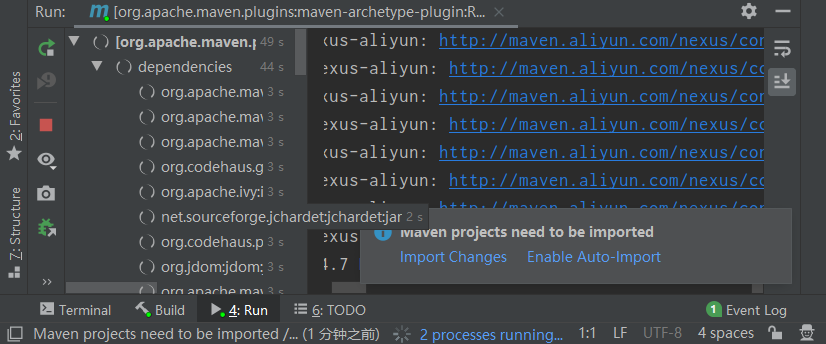 Run: [org.apache.maven.plugins:maven-archetype-plugin:R...
[org.apache.maven.p 49 s
dependencies 44 s
org.apache.mav 3 s
org.apache.mav 3 s
org.apache.mav 3 s
org.codehaus.g 3 s
org.apache.ivy:i 3 s
net.sourceforge.jchardet:jchardet:jar 2 s
org.codehaus.p 3 s
org.jdom:jdom: 3 s
org.apache.mav 3 s
exus-aliyun: http://maven.aliyun.com/nexus/con
exus-aliyun: http://maven.aliyun.com/nexus/con
exus-aliyun: http://maven.aliyun.com/nexus/con
exus-aliyun: http://maven.aliyun.com/nexus/con
exus-aliyun: http://maven.aliyun.com/nexus/con
exus-aliyun: http://maven.aliyun.com/nexus/con
exus
4.7
Maven projects need to be imported
Import Changes Enable Auto-Import
2: Favorites
7: Structure
Terminal Build 4: Run 6: TODO 1 Event Log
Maven projects need to be imported /... (1 分钟之前) 2 processes running... 1:1 LF UTF-8 4 spaces